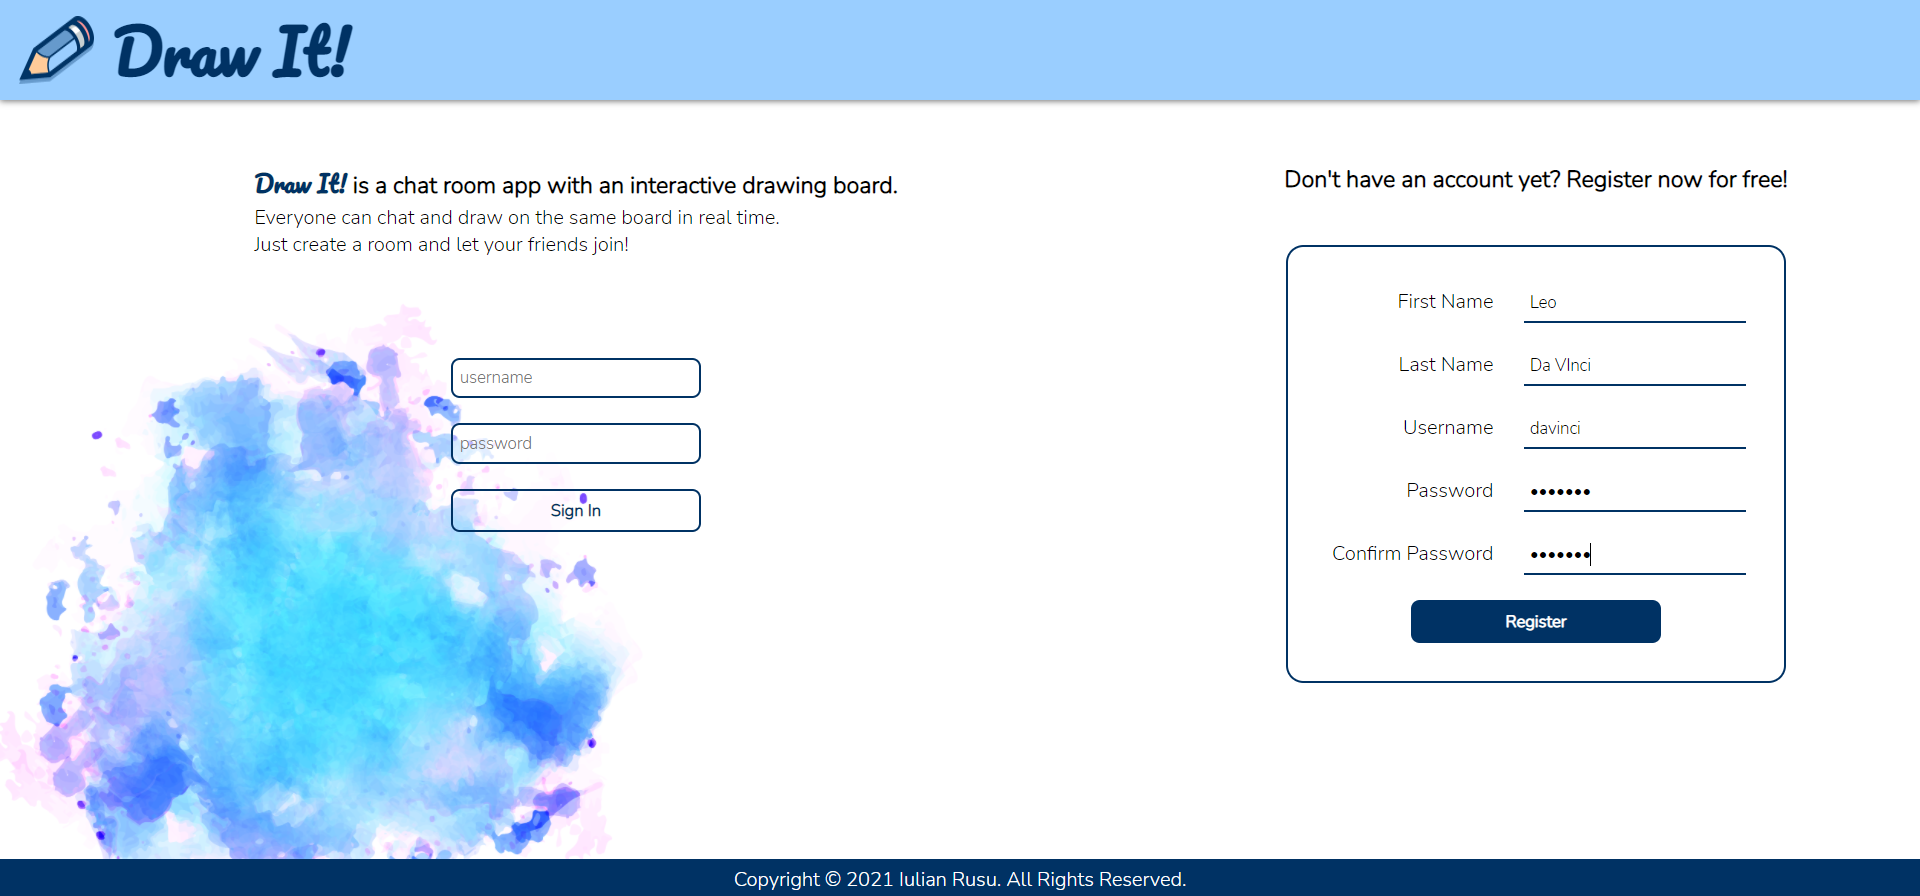 Draw It!
Draw It! is a chat room app with an interactive drawing board.
Everyone can chat and draw on the same board in real time.
Just create a room and let your friends join!
username
password
Sign In
Don't have an account yet? Register now for free!
First Name Leo
Last Name Da VInci
Username davinci
Password •••••••
Confirm Password •••••••
Register
Copyright © 2021 Iulian Rusu. All Rights Reserved.